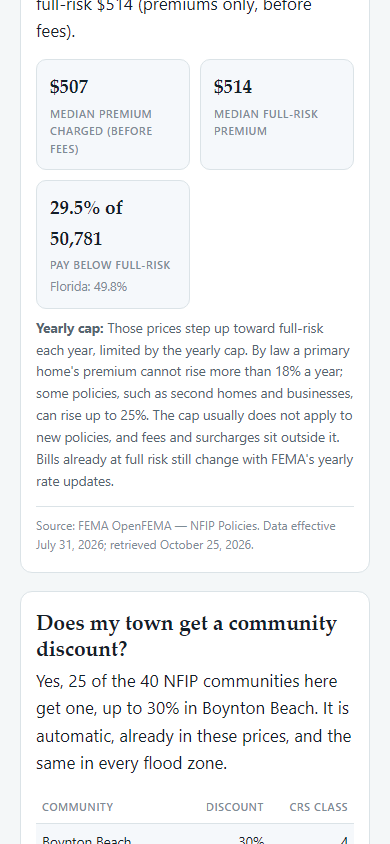 full-risk $514 (premiums only, before
fees).
$507
MEDIAN PREMIUM
CHARGED (BEFORE
FEES)
$514
MEDIAN FULL-RISK
PREMIUM
29.5% of
50,781
PAY BELOW FULL-RISK
Florida: 49.8%
Yearly cap: Those prices step up toward full-risk
each year, limited by the yearly cap. By law a primary
home's premium cannot rise more than 18% a year;
some policies, such as second homes and businesses,
can rise up to 25%. The cap usually does not apply to
new policies, and fees and surcharges sit outside it.
Bills already at full risk still change with FEMA's yearly
rate updates.
Source: FEMA OpenFEMA — NFIP Policies. Data effective
July 31, 2026; retrieved October 25, 2026.
Does my town get a community
discount?
Yes, 25 of the 40 NFIP communities here
get one, up to 30% in Boynton Beach. It is
automatic, already in these prices, and the
same in every flood zone.
COMMUNITY DISCOUNT CRS CLASS
Boynton Beach 30% 4